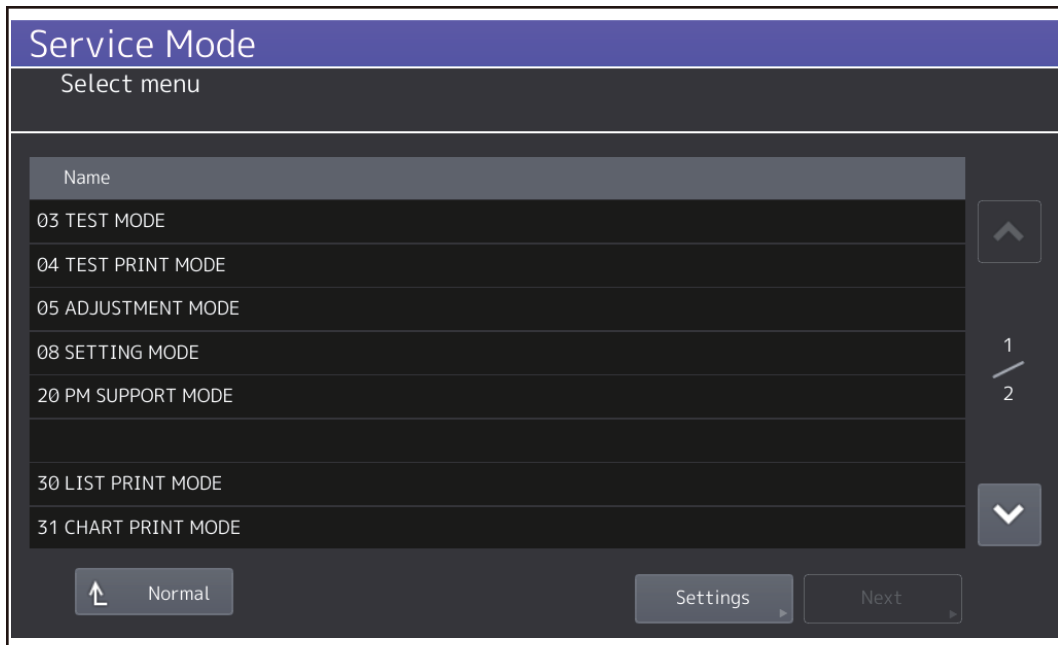 Service Mode
Select menu
Name
03 TEST MODE
04 TEST PRINT MODE
05 ADJUSTMENT MODE
08 SETTING MODE
20 PM SUPPORT MODE
30 LIST PRINT MODE
31 CHART PRINT MODE
1
2
Normal
Settings
Next